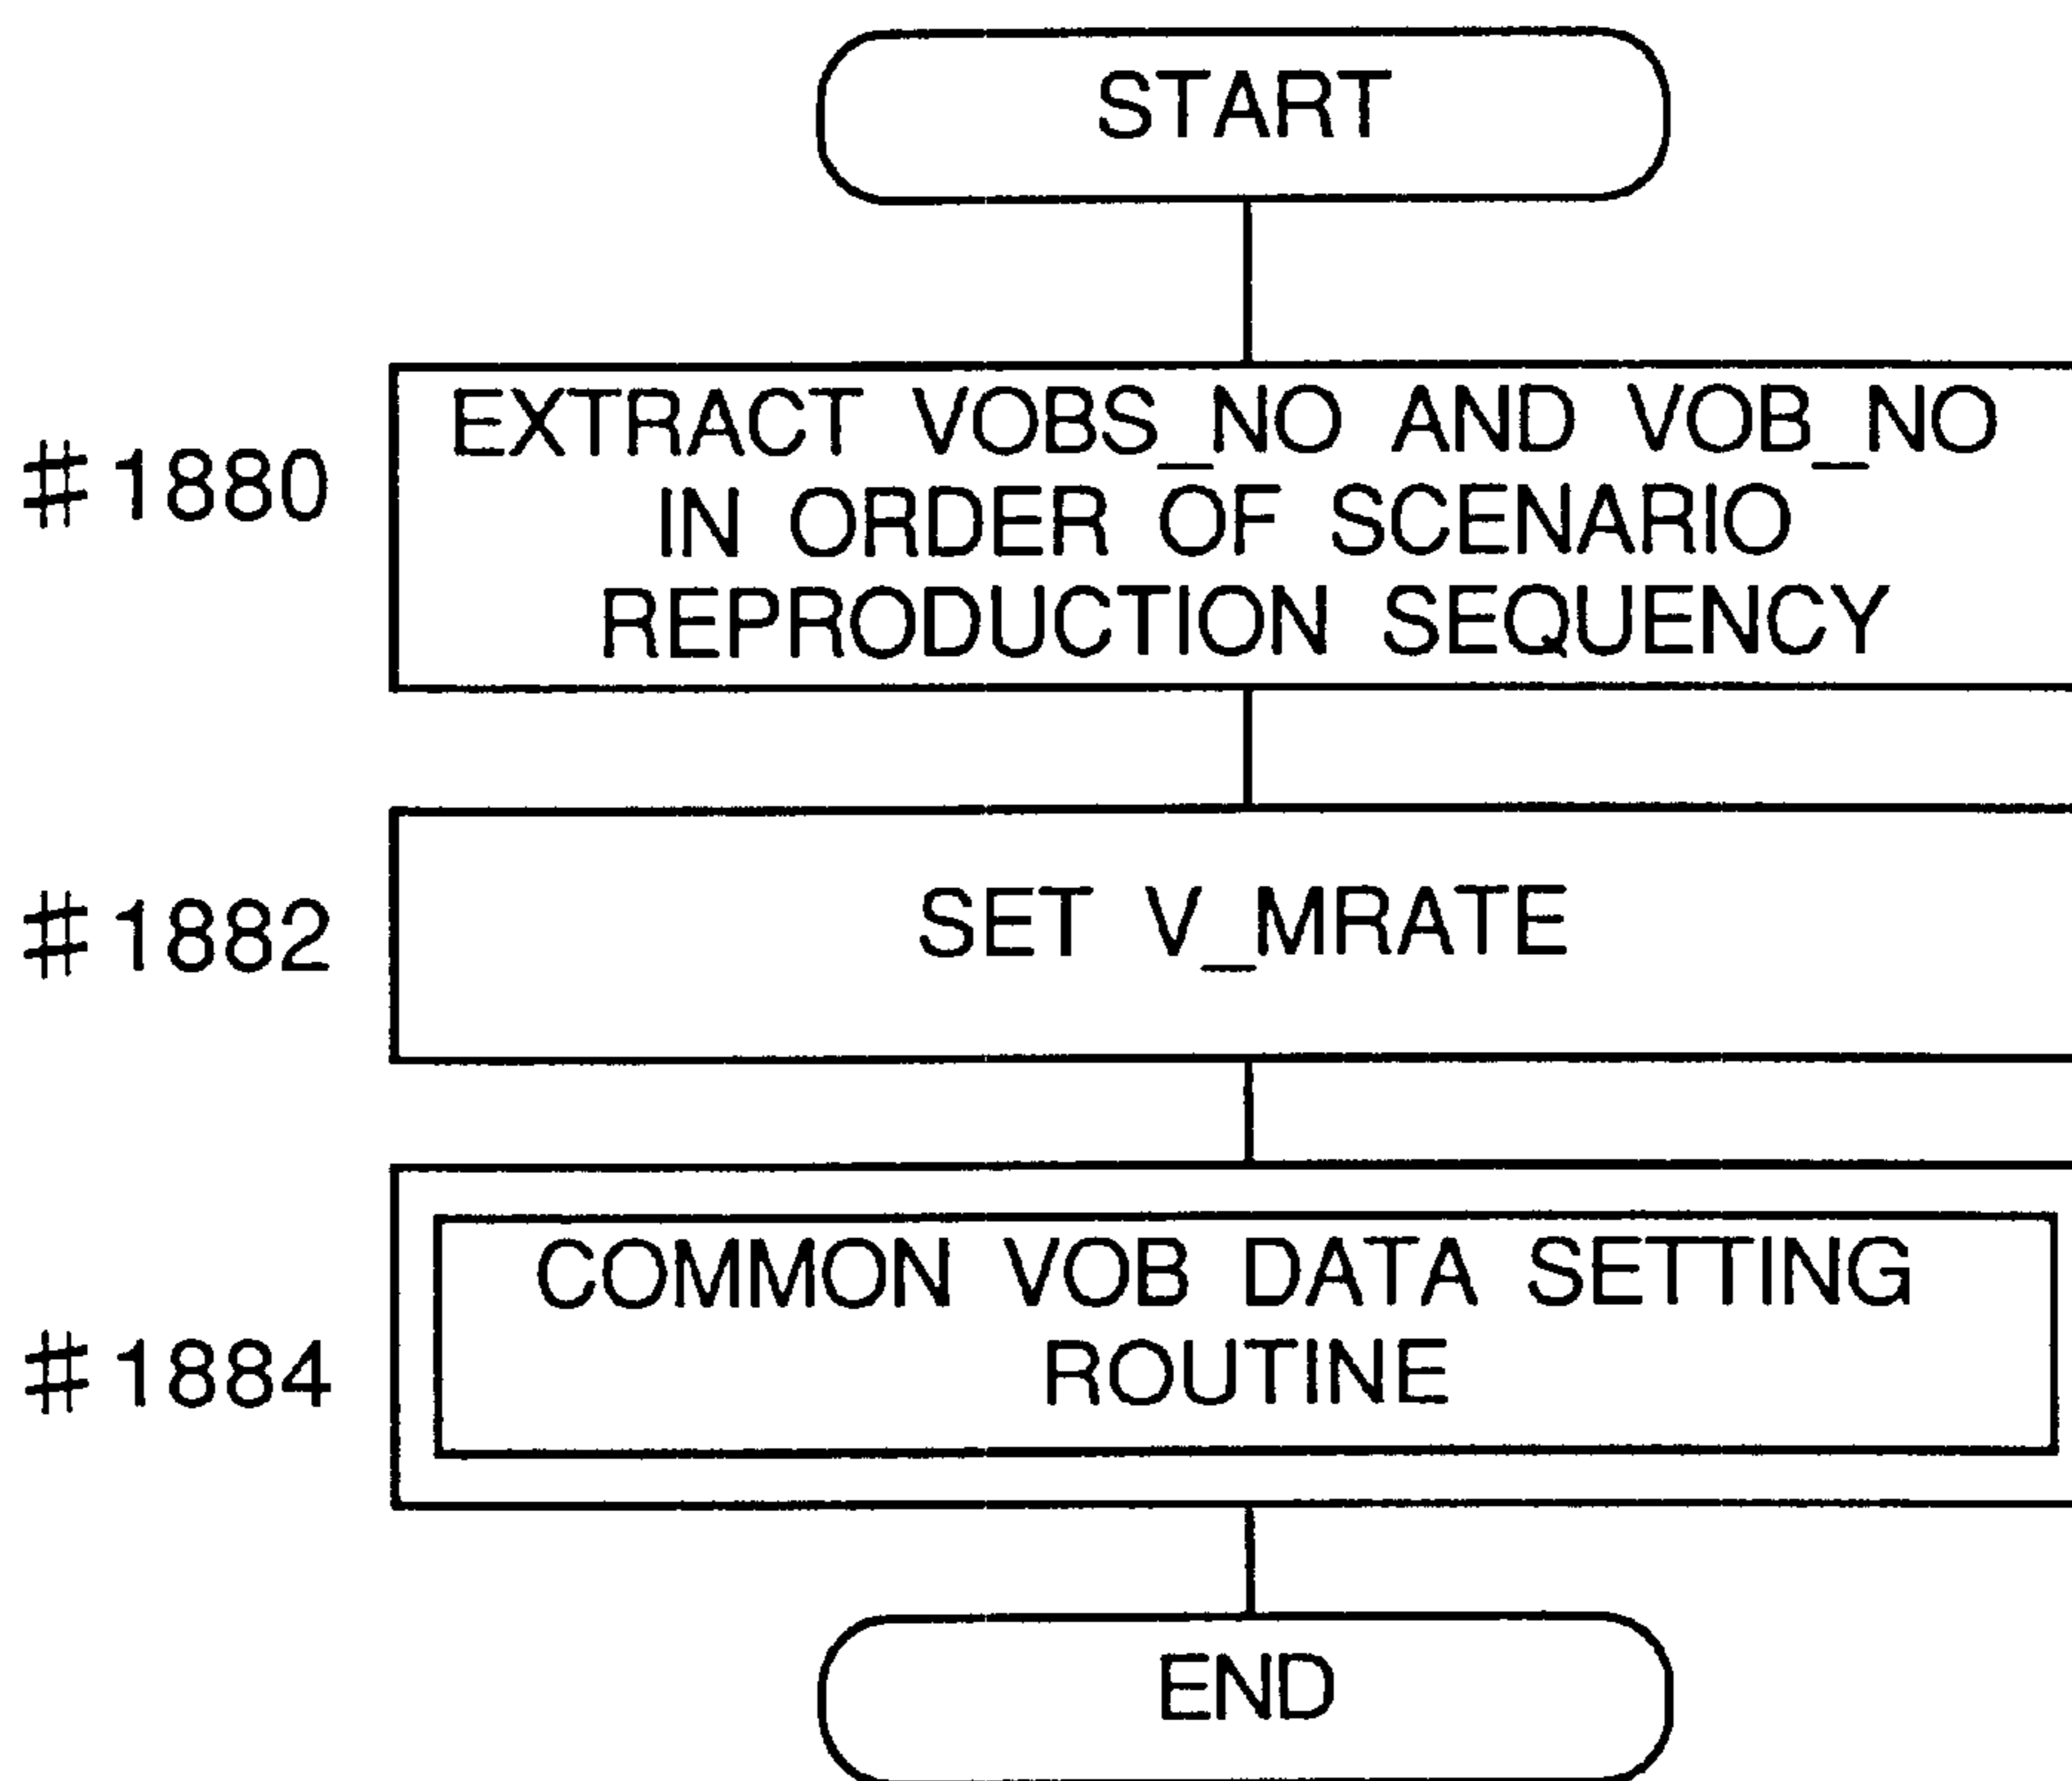 START
#1880
EXTRACT VOBS_NO AND VOB_NO
IN ORDER OF SCENARIO
REPRODUCTION SEQUENCY
#1882
SET V_MRATE
#1884
COMMON VOB DATA SETTING
ROUTINE
END